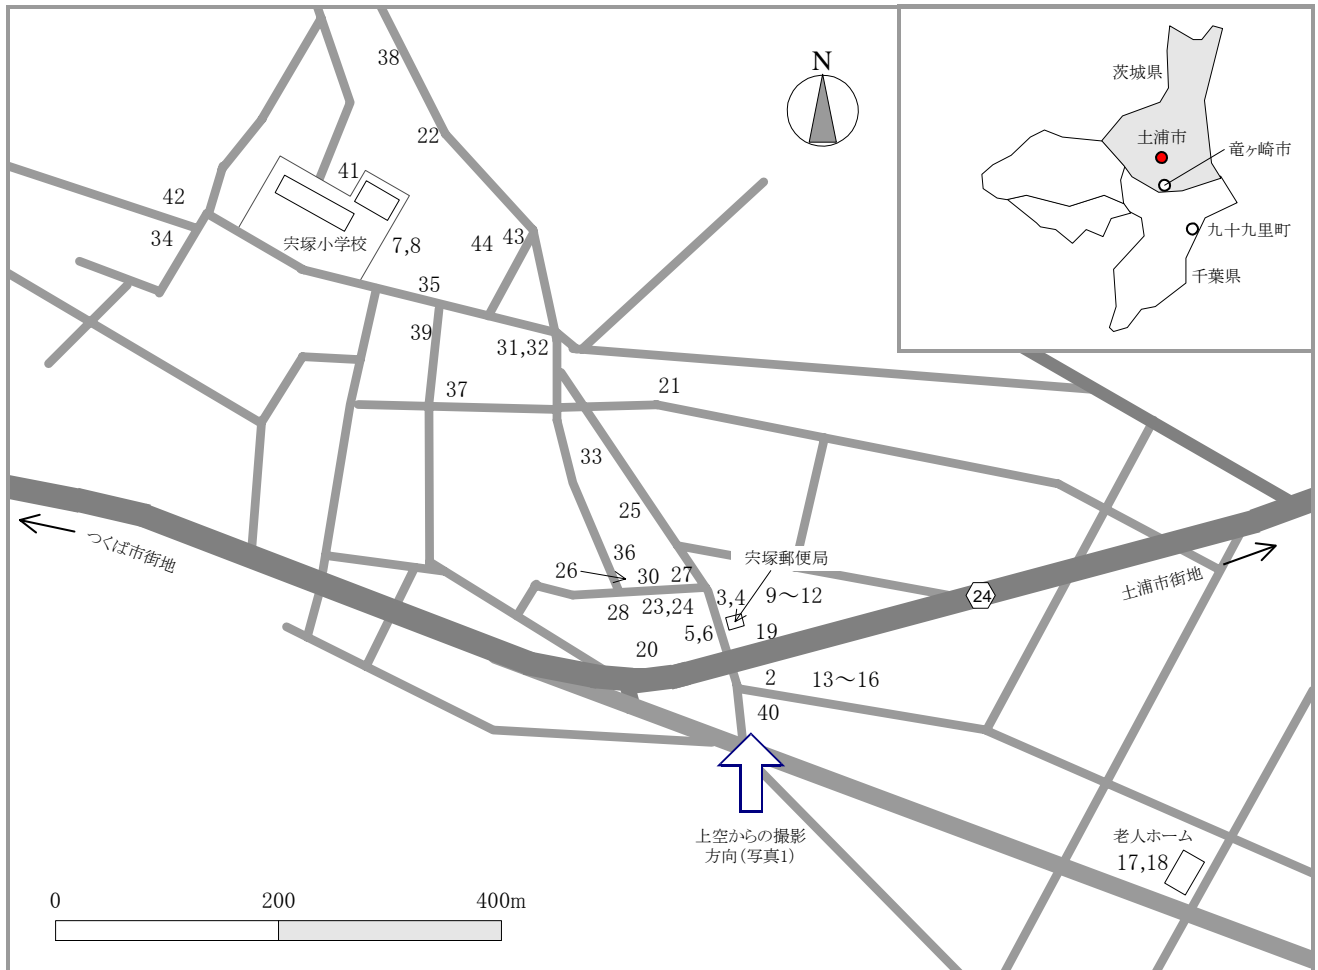 38
N
茨城県
22
土浦市
竜ヶ崎市
41
42
34
宍塚小学校
7,8
44
43
九十九里町
千葉県
35
39
31,32
37
21
33
25
つくば市街地
36
宍塚郵便局
26
30
27
土浦市街地
24
28
23,24
3,4
9～12
5,6
19
20
2
13～16
40
上空からの撮影
方向（写真1）
老人ホーム
17,18
0
200
400m